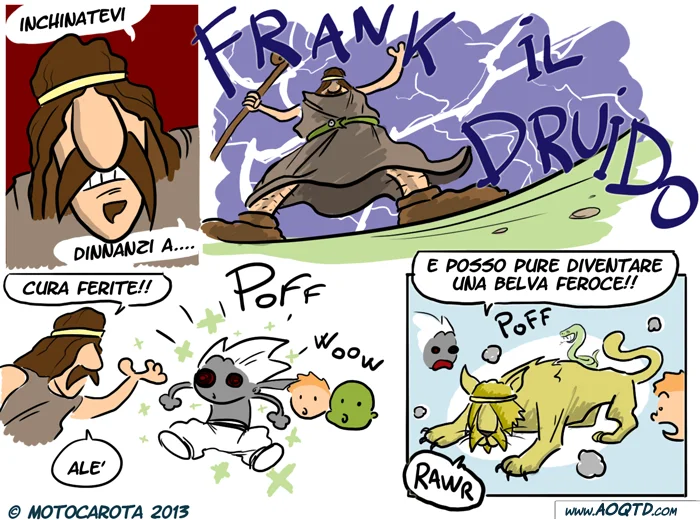 INCHINATEVI
DINNANZI A....
FRANK IL
DRUIDO
CURA FERITE!!
POFF
WOOW
ALE'
E POSSO PURE DIVENTARE
UNA BELVA FEROCE!!
POFF
RAWR
© MOTOCAROTA 2013
WWW.AOQTD.COM